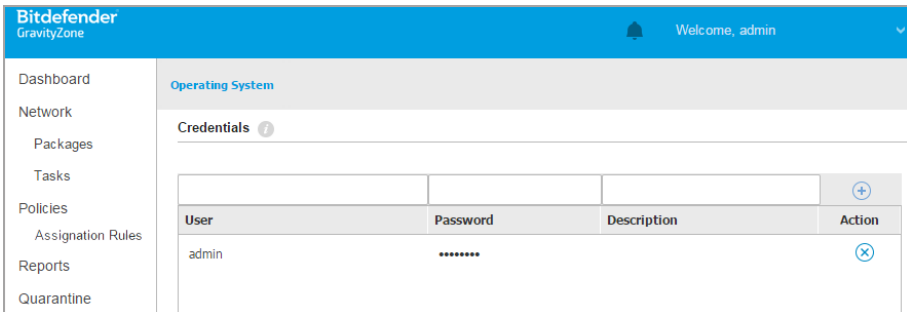 Bitdefender
GravityZone
Welcome, admin
Dashboard
Network
Packages
Tasks
Policies
Assignation Rules
Reports
Quarantine
Operating System
Credentials i
User Password Description Action
admin ••••••••